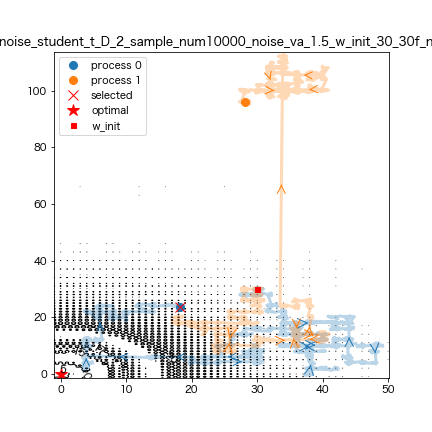 noise_student_t_D_2_sample_num10000_noise_va_1.5_w_init_30_30f_n
process 0
process 1
selected
optimal
w_init
100
80
60
40
20
0
0
10
20
30
40
50